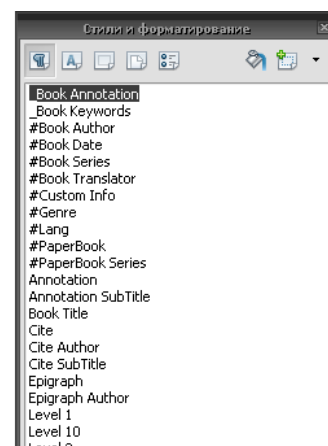 Стили и форматирование
_Book Annotation
_Book Keywords
#Book Author
#Book Date
#Book Series
#Book Translator
#Custom Info
#Genre
#Lang
#PaperBook
#PaperBook Series
Annotation
Annotation SubTitle
Book Title
Cite
Cite Author
Cite SubTitle
Epigraph
Epigraph Author
Level 1
Level 10